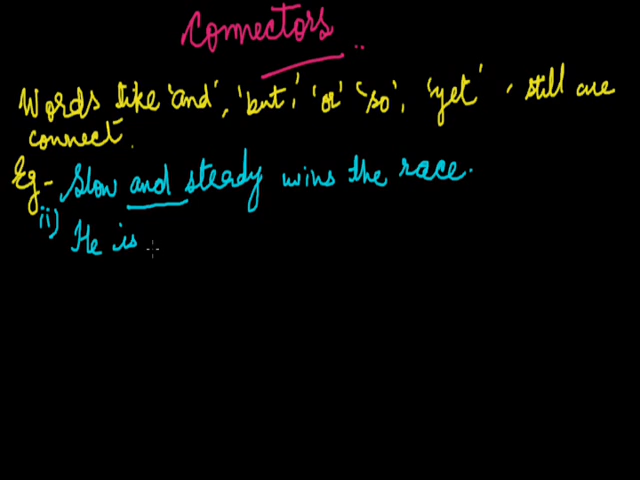 Connectors
Words like 'and', 'but', 'or' 'so', 'yet', still are
connect.
Eg- Slow and steady wins the race.
ii) He is